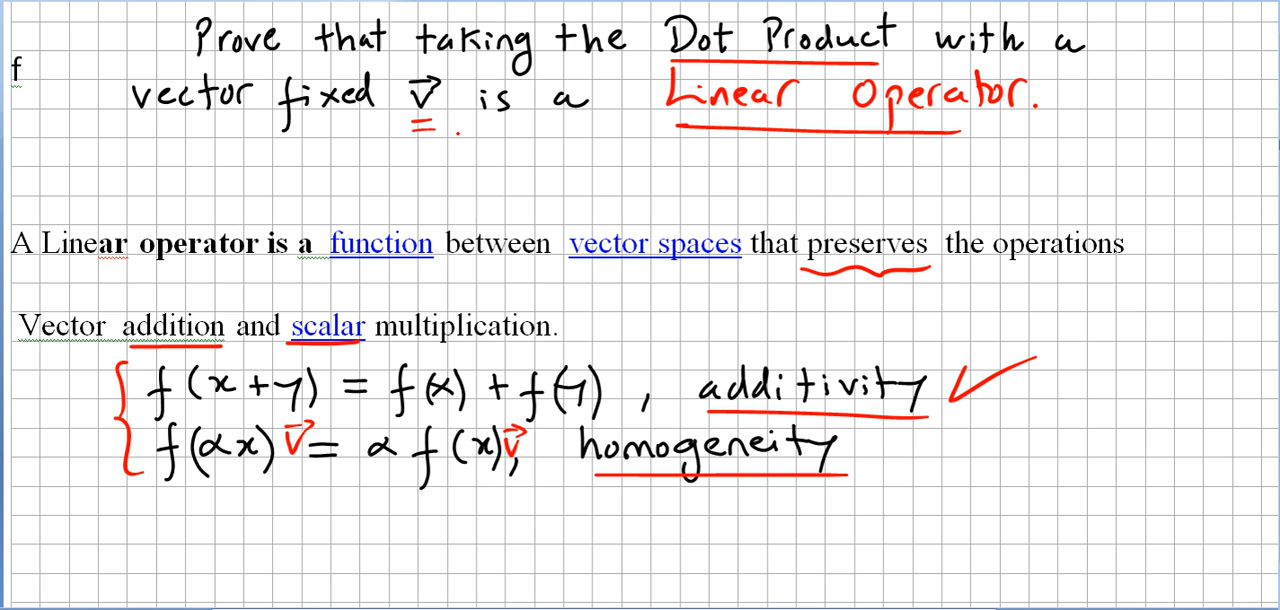 Prove that taking the Dot Product with a
f
vector fixed v⃗ is a Linear Operator.
A Linear operator is a function between vector spaces that preserves the operations
Vector addition and scalar multiplication.
f(x+y) = f(x) + f(y), additivity ✓
f(αx) v⃗ = α f(x) v⃗, homogeneity